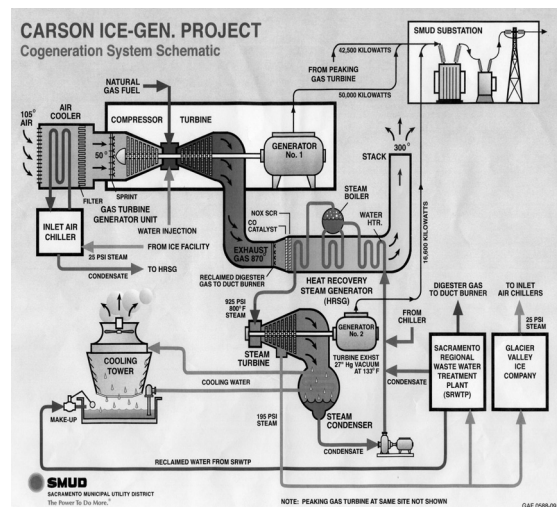 CARSON ICE-GEN. PROJECT
Cogeneration System Schematic
SMUD SUBSTATION
42,500 KILOWATTS
FROM PEAKING
GAS TURBINE
50,000 KILOWATTS
NATURAL
GAS FUEL
AIR
COOLER
105°
AIR
COMPRESSOR
TURBINE
50°
GENERATOR
No. 1
STACK
300°
FILTER
SPRINT
GAS TURBINE
GENERATOR UNIT
WATER INJECTION
INLET AIR
CHILLER
FROM ICE FACILITY
25 PSI STEAM
CONDENSATE
TO HRSG
STEAM
BOILER
NOX SCR
CO
CATALYST
WATER
HTR.
EXHAUST
GAS 870°
RECLAIMED DIGESTER
GAS TO DUCT BURNER
HEAT RECOVERY
STEAM GENERATOR
(HRSG)
16,600 KILOWATTS
925 PSI
800° F
STEAM
GENERATOR
No. 2
STEAM
TURBINE
TURBINE EXHST
27" Hg VACUUM
AT 133° F
FROM
CHILLER
DIGESTER GAS
TO DUCT BURNER
TO INLET
AIR CHILLERS
25 PSI
STEAM
SACRAMENTO
REGIONAL
WASTE WATER
TREATMENT
PLANT
(SRWTP)
GLACIER
VALLEY
ICE
COMPANY
CONDENSATE
COOLING
TOWER
COOLING WATER
MAKE-UP
195 PSI
STEAM
STEAM
CONDENSER
CONDENSATE
RECLAIMED WATER FROM SRWTP
SMUD
SACRAMENTO MUNICIPAL UTILITY DISTRICT
The Power To Do More.®
NOTE: PEAKING GAS TURBINE AT SAME SITE NOT SHOWN
GAF 0588-09